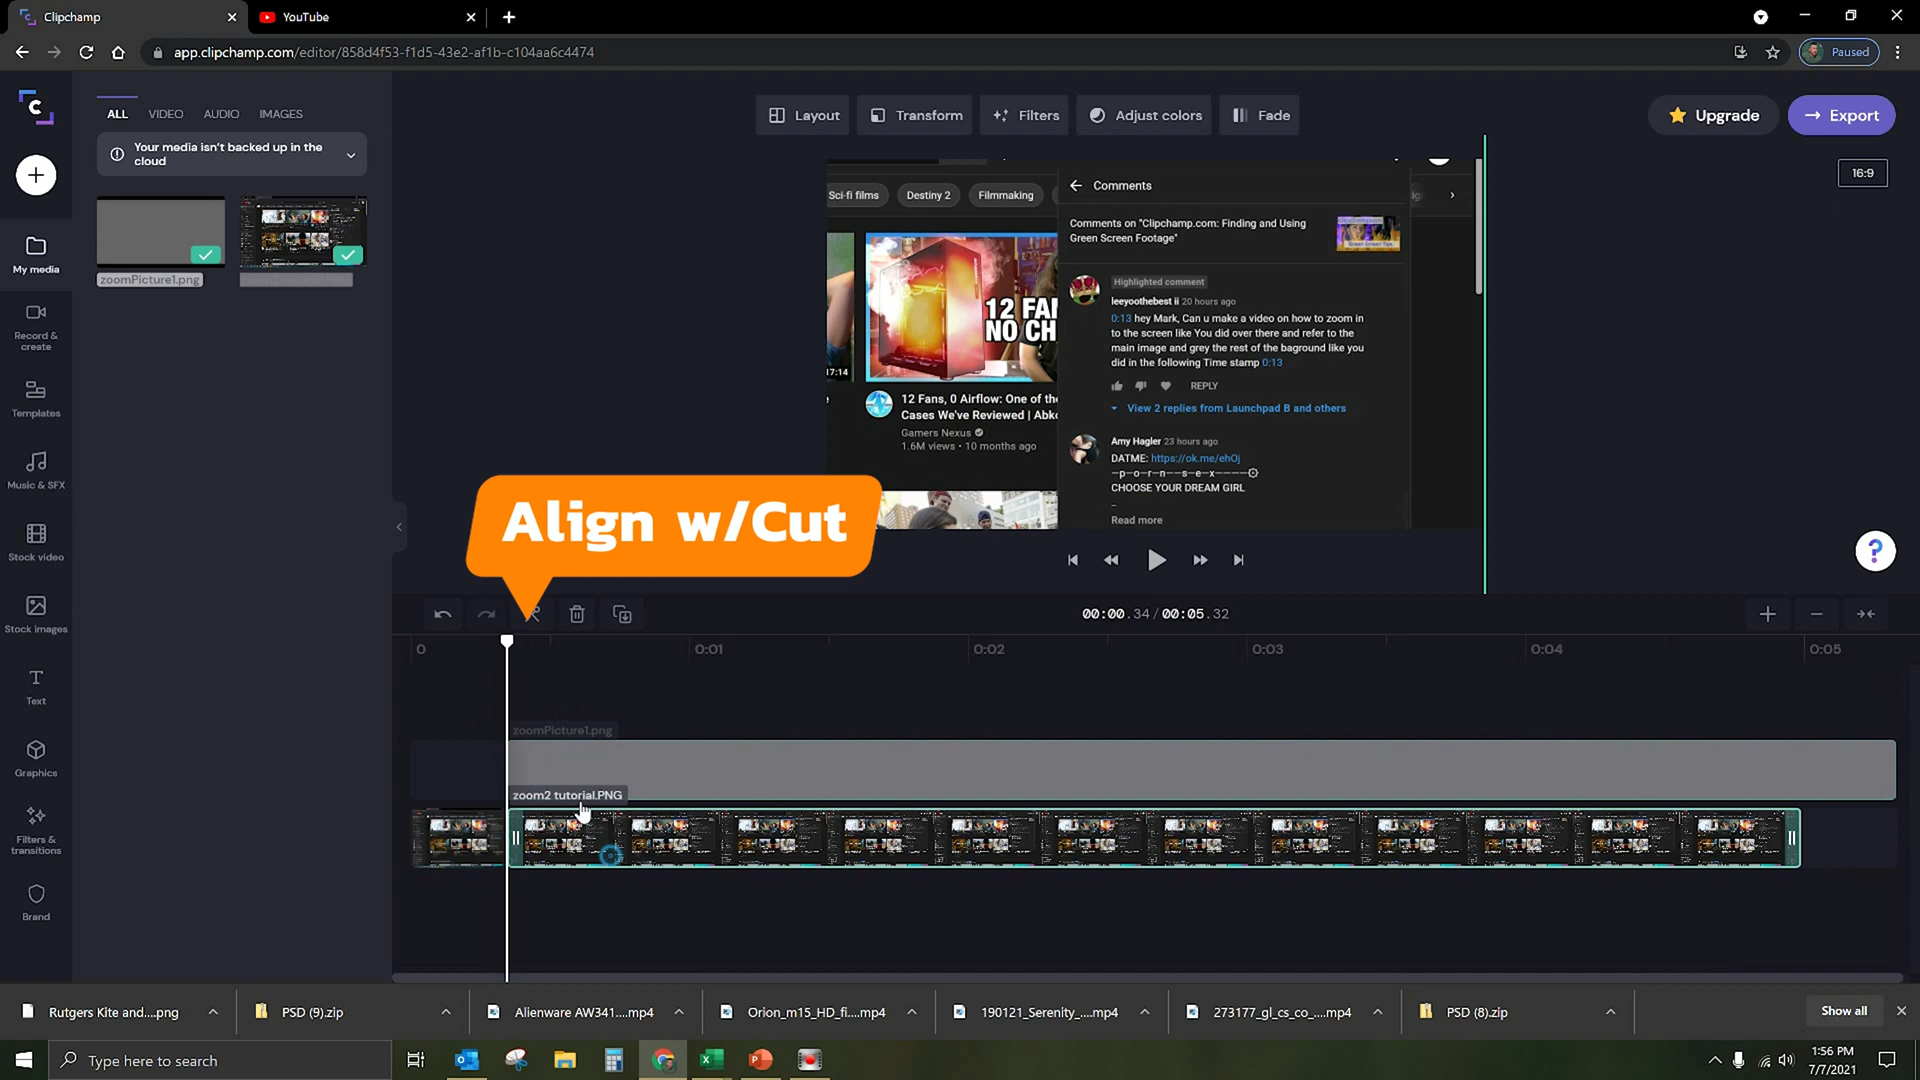 Clipchamp
YouTube
app.clipchamp.com/editor/858d4f53-f1d5-43e2-af1b-c104aa6c4474
Paused
ALL VIDEO AUDIO IMAGES
Your media isn't backed up in the
cloud
zoomPicture1.png
My media
Record &
create
Templates
Music & SFX
Stock video
Stock images
Text
Graphics
Filters &
transitions
Brand
Layout Transform Filters Adjust colors Fade
Upgrade Export
16:9
Sci-fi films Destiny 2 Filmmaking
Comments
Comments on "Clipchamp.com: Finding and Using
Green Screen Footage"
Green Screen Tips
Highlighted comment
leeyoothebest ii 20 hours ago
0:13 hey Mark, Can u make a video on how to zoom in
to the screen like You did over there and refer to the
main image and grey the rest of the baground like you
did in the following Time stamp 0:13
REPLY
View 2 replies from Launchpad B and others
Amy Hagler 23 hours ago
DATME: https://ok.me/ehOj
—p—o—r—n—s—e—x————
CHOOSE YOUR DREAM GIRL
_
Read more
12 FAN
NO CH
17:14
12 Fans, 0 Airflow: One of the
Cases We've Reviewed | Abko
Gamers Nexus
1.6M views • 10 months ago
Align w/Cut
00:00.34 / 00:05.32
0 0:01 0:02 0:03 0:04 0:05
zoomPicture1.png
zoom2 tutorial.PNG
Rutgers Kite and....png
PSD (9).zip
Alienware AW341....mp4
Orion_m15_HD_fi....mp4
190121_Serenity_....mp4
273177_gl_cs_co_....mp4
PSD (8).zip
Show all
Type here to search
1:56 PM
7/7/2021